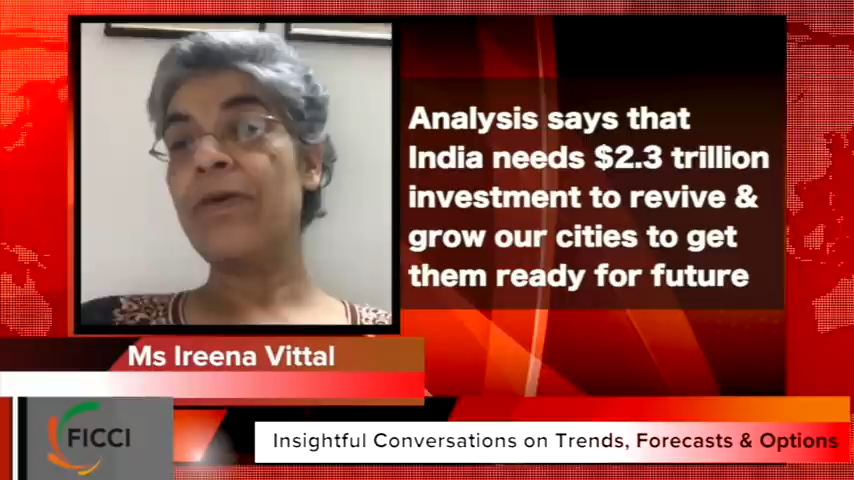 Analysis says that
India needs $2.3 trillion
investment to revive &
grow our cities to get
them ready for future
Ms Ireena Vittal
FICCI
Insightful Conversations on Trends, Forecasts & Options